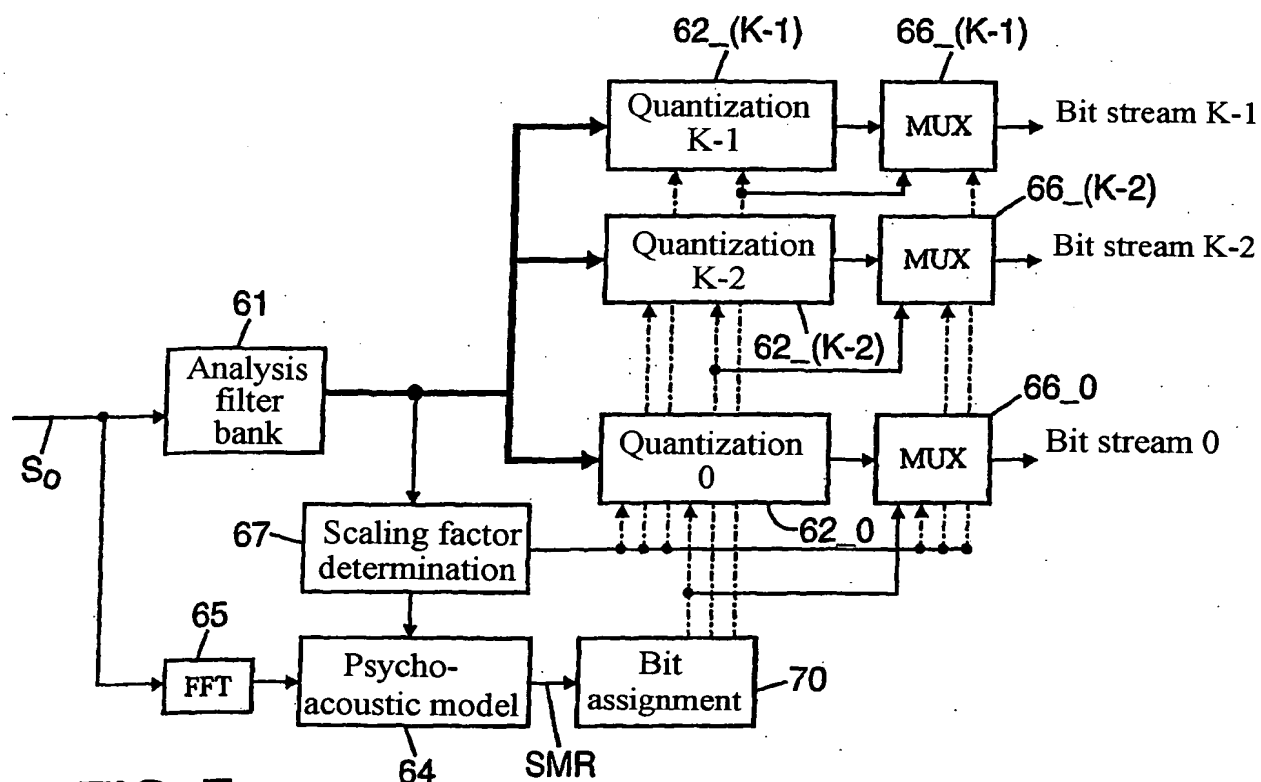 62_(K-1)
66_(K-1)
Quantization
K-1
MUX
Bit stream K-1
66_(K-2)
Quantization
K-2
MUX
Bit stream K-2
61
62_(K-2)
Analysis
filter
bank
66_0
Quantization
0
MUX
Bit stream 0
S0
62_0
67
Scaling factor
determination
65
FFT
Psycho-
acoustic model
Bit
assignment
70
64
SMR